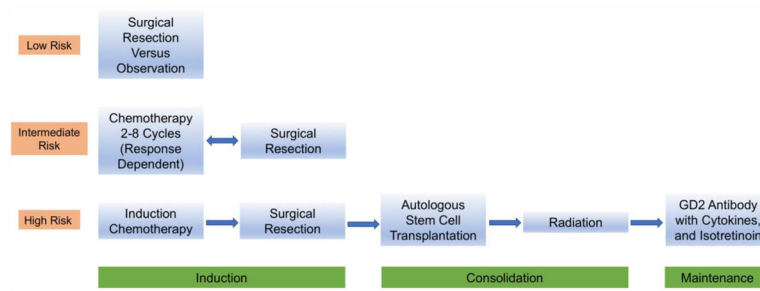 Low Risk
Surgical
Resection
Versus
Observation
Intermediate
Risk
Chemotherapy
2-8 Cycles
(Response
Dependent)
Surgical
Resection
High Risk
Induction
Chemotherapy
Surgical
Resection
Autologous
Stem Cell
Transplantation
Radiation
GD2 Antibody
with Cytokines,
and Isotretinoin
Induction
Consolidation
Maintenance